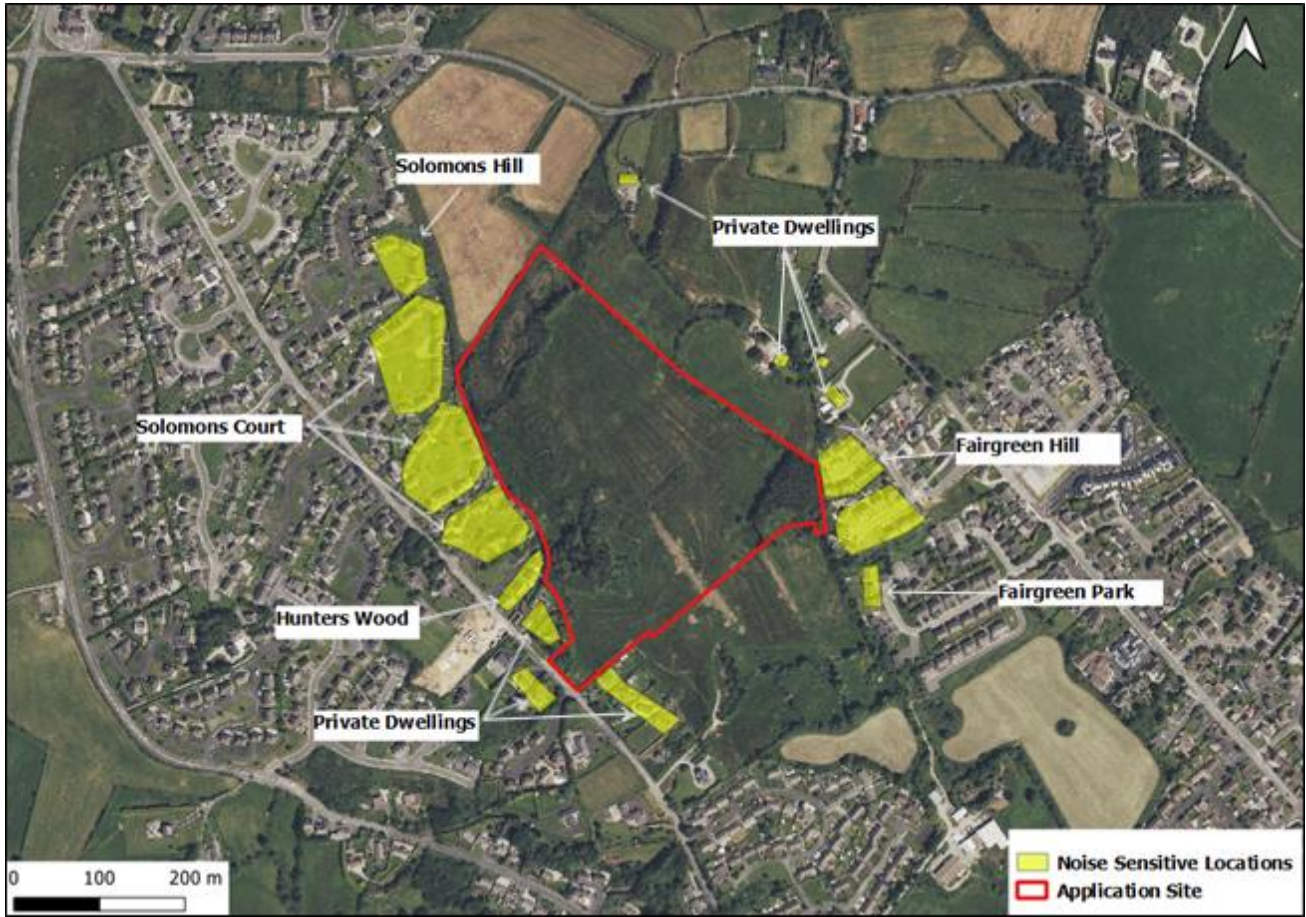 Solomons Hill
Private Dwellings
Solomons Court
Fairgreen Hill
Fairgreen Park
Hunters Wood
Private Dwellings
0 100 200 m
Noise Sensitive Locations
Application Site